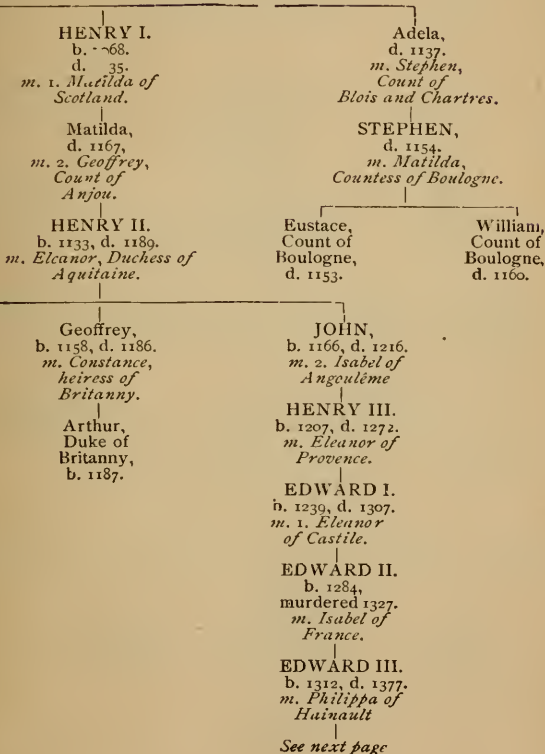 HENRY I.
b. 68.
d. 35.
m. 1. Matilda of
Scotland.
Matilda,
d. 1167,
m. 2. Geoffrey,
Count of
Anjou.
HENRY II.
b. 1133, d. 1189.
m. Eleanor, Duchess of
Aquitaine.
Geoffrey,
b. 1158, d. 1186.
m. Constance,
heiress of
Britanny.
Arthur,
Duke of
Britanny,
b. 1187.
Adela,
d. 1137.
m. Stephen,
Count of
Blois and Chartres.
STEPHEN,
d. 1154.
m. Matilda,
Countess of Boulogne.
Eustace,
Count of
Boulogne,
d. 1153.
William,
Count of
Boulogne,
d. 1160.
JOHN,
b. 1166, d. 1216.
m. 2. Isabel of
Angoulême
HENRY III.
b. 1207, d. 1272.
m. Eleanor of
Provence.
EDWARD I.
b. 1239, d. 1307.
m. 1. Eleanor
of Castile.
EDWARD II.
b. 1284,
murdered 1327.
m. Isabel of
France.
EDWARD III.
b. 1312, d. 1377.
m. Philippa of
Hainault
See next page